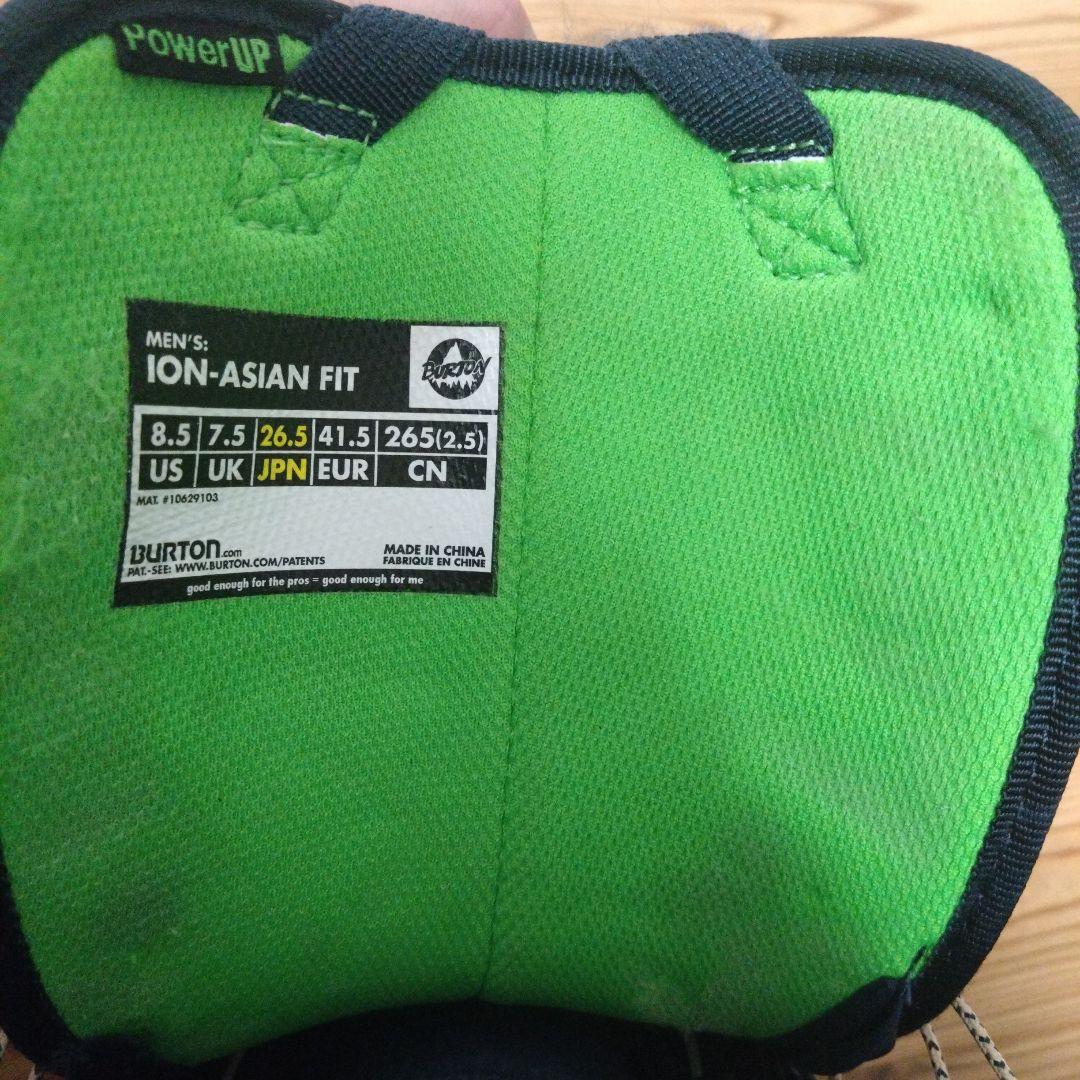 PowerUP
MEN'S:
ION-ASIAN FIT
BURTON
8.5 7.5 26.5 41.5 265(2.5)
US UK JPN EUR CN
MAT. #10629103
BURTON.com
PAT.-SEE: WWW.BURTON.COM/PATENTS
MADE IN CHINA
FABRIQUE EN CHINE
good enough for the pros = good enough for me